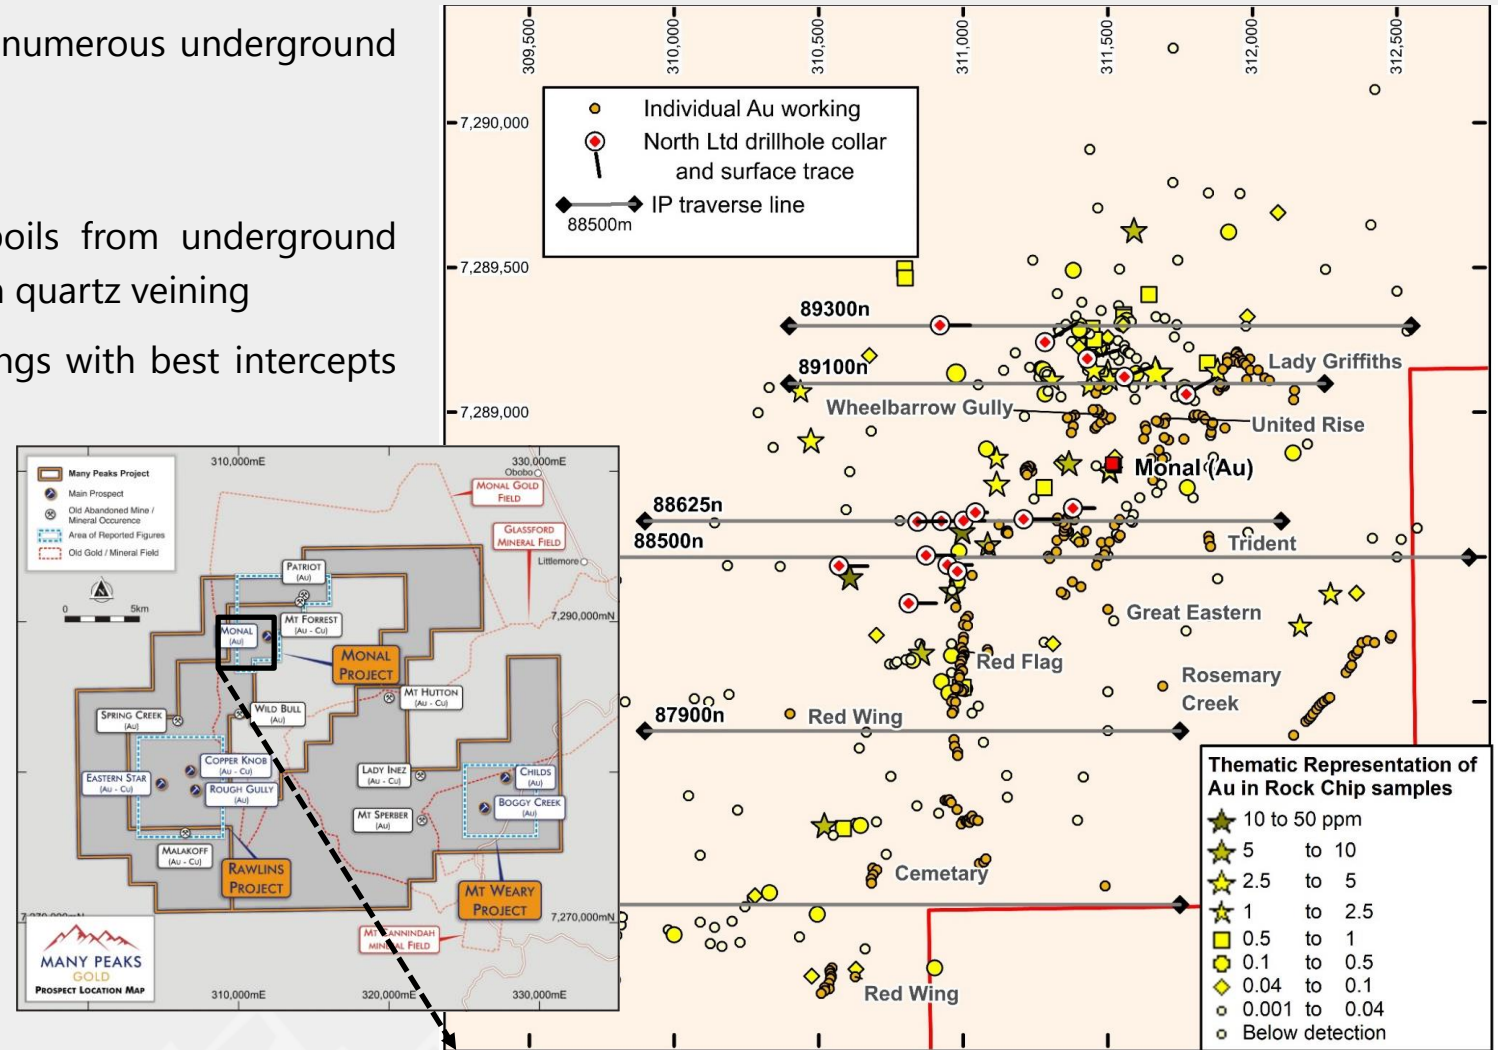 numerous underground
oils from underground
quartz veining
ngs with best intercepts
309,500
310,000
310,500
311,000
311,500
312,000
312,500
7,290,000
7,289,500
7,289,000
Individual Au working
North Ltd drillhole collar
and surface trace
IP traverse line
88500m
89300n
89100n
Lady Griffiths
Wheelbarrow Gully
United Rise
Monal (Au)
88625n
88500n
Trident
Great Eastern
Red Flag
Rosemary
Creek
Red Wing
87900n
Cemetary
Red Wing
Thematic Representation of
Au in Rock Chip samples
10 to 50 ppm
5 to 10
2.5 to 5
1 to 2.5
0.5 to 1
0.1 to 0.5
0.04 to 0.1
0.001 to 0.04
Below detection
310,000mE
330,000mE
Many Peaks Project
Main Prospect
Old Abandoned Mine /
Mineral Occurence
Area of Reported Figures
Old Gold / Mineral Field
0 5km
Obobo
MONAL GOLD
FIELD
GLASSFORD
MINERAL FIELD
Littlemore
7,290,000mN
PATRIOT
(Au)
MT FORREST
(Au - Cu)
MONAL
(Au)
MONAL
PROJECT
MT HUTTON
(Au - Cu)
WILD BULL
(Au)
SPRING CREEK
(Au)
COPPER KNOB
(Au - Cu)
EASTERN STAR
(Au - Cu)
ROUGH GULLY
(Au)
LADY INEZ
(Au - Cu)
CHILDS
(Au)
BOGGY CREEK
(Au)
MT SPERBER
(Au)
MALAKOFF
(Au - Cu)
RAWLINS
PROJECT
MT WEARY
PROJECT
7,270,000mN
MT CANNINDAH
MINERAL FIELD
MANY PEAKS
GOLD
PROSPECT LOCATION MAP
310,000mE
320,000mE
330,000mE